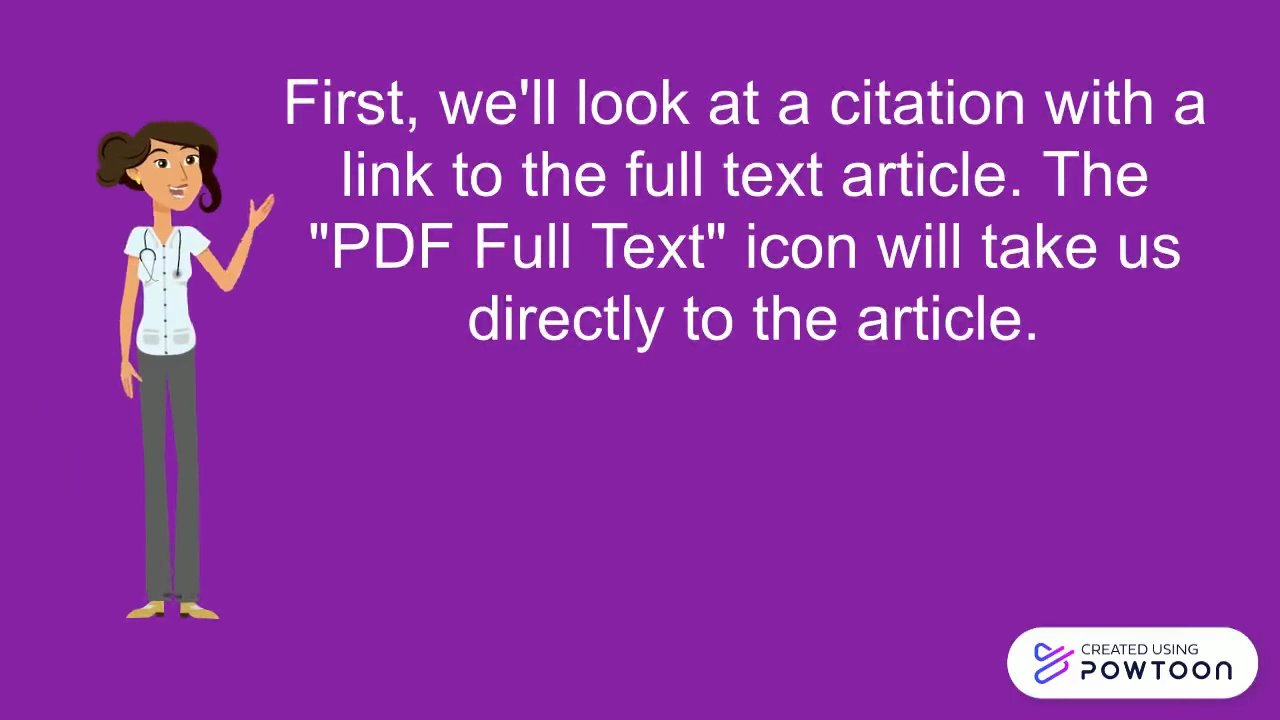 First, we'll look at a citation with a
link to the full text article. The
"PDF Full Text" icon will take us
directly to the article.
CREATED USING
POWTOON